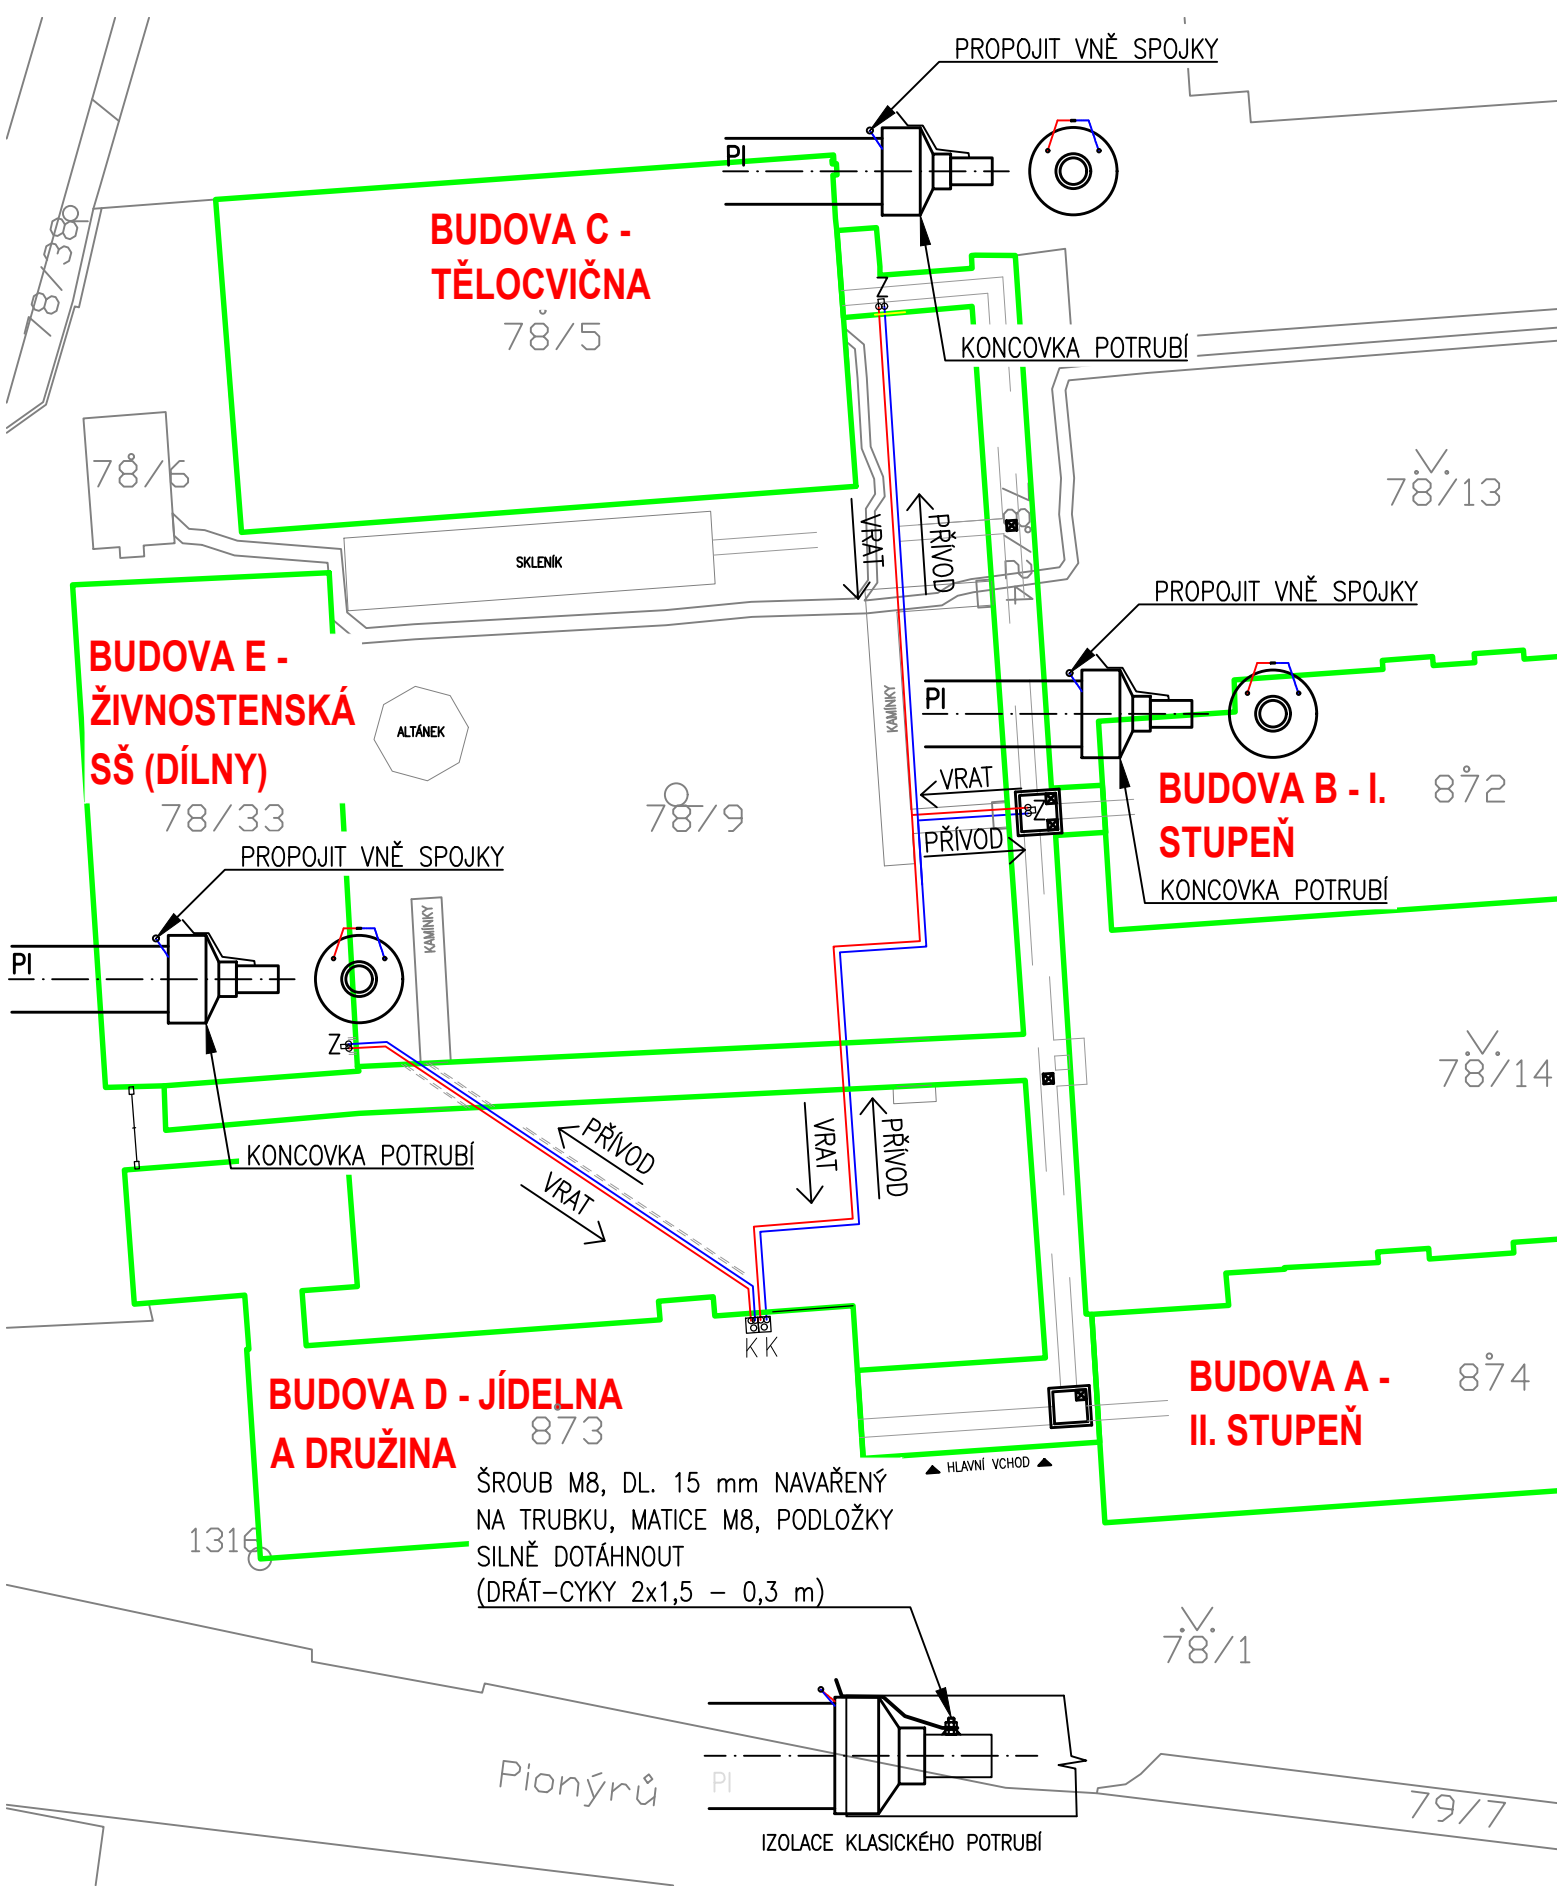 PROPOJIT VNĚ SPOJKY
PI
78/38
BUDOVA C -
TĚLOCVIČNA
78/5
Z
KONCOVKA POTRUBÍ
78/6
78/13
VRAT
PŘÍVOD
78/24
SKLENÍK
PROPOJIT VNĚ SPOJKY
BUDOVA E -
ŽIVNOSTENSKÁ
SŠ (DÍLNY)
78/33
ALTÁNEK
KAMÍNKY
PI
78/9
VRAT
PŘÍVOD
Z
BUDOVA B - I.
STUPEŇ
872
KONCOVKA POTRUBÍ
PROPOJIT VNĚ SPOJKY
PI
KAMÍNKY
Z
78/14
KONCOVKA POTRUBÍ
PŘÍVOD
VRAT
VRAT
PŘÍVOD
K K
BUDOVA D - JÍDELNA
A DRUŽINA
873
BUDOVA A -
II. STUPEŇ
874
HLAVNÍ VCHOD
ŠROUB M8, DL. 15 mm NAVAŘENÝ
NA TRUBKU, MATICE M8, PODLOŽKY
SILNĚ DOTÁHNOUT
(DRÁT-CYKY 2x1,5 - 0,3 m)
1316
78/1
Pionýrů
PI
79/7
IZOLACE KLASICKÉHO POTRUBÍ